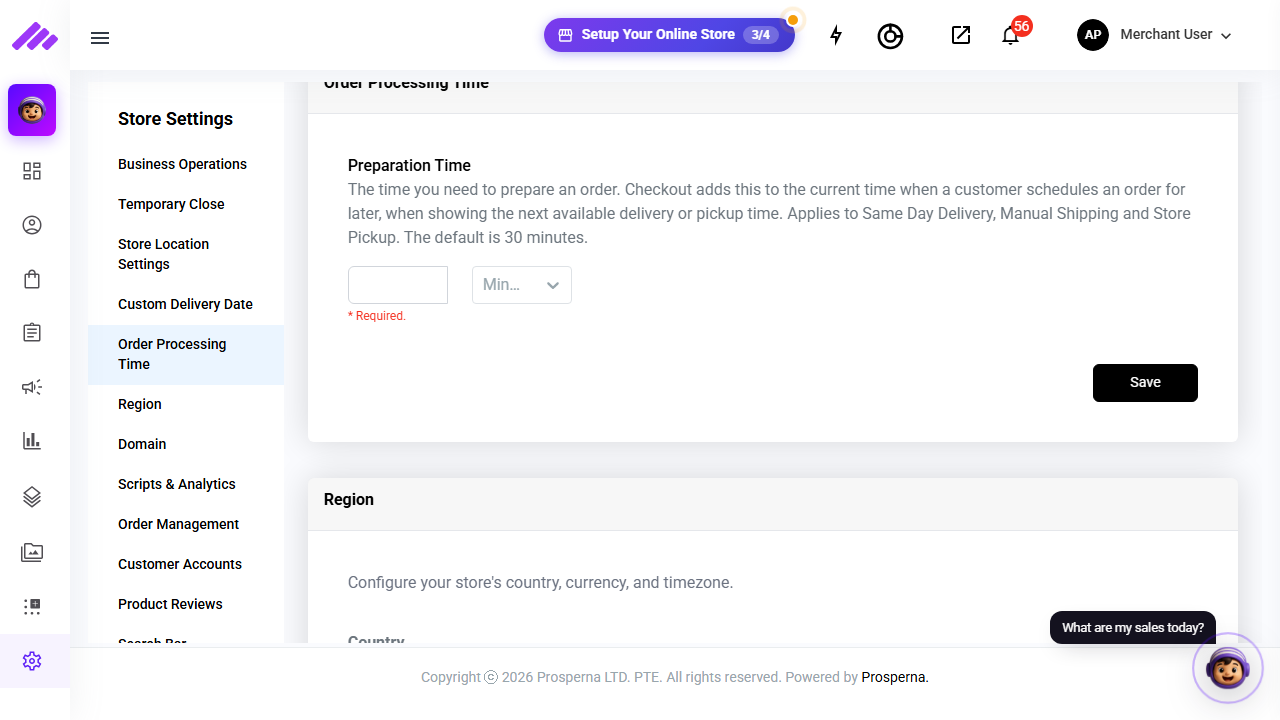 Setup Your Online Store 3/4
56
AP Merchant User
Order Processing Time
Store Settings
Business Operations
Temporary Close
Store Location
Settings
Custom Delivery Date
Order Processing
Time
Region
Domain
Scripts & Analytics
Order Management
Customer Accounts
Product Reviews
Search Bar
Preparation Time
The time you need to prepare an order. Checkout adds this to the current time when a customer schedules an order for
later, when showing the next available delivery or pickup time. Applies to Same Day Delivery, Manual Shipping and Store
Pickup. The default is 30 minutes.
Min...
* Required.
Save
Region
Configure your store's country, currency, and timezone.
Country
What are my sales today?
Copyright © 2026 Prosperna LTD. PTE. All rights reserved. Powered by Prosperna.